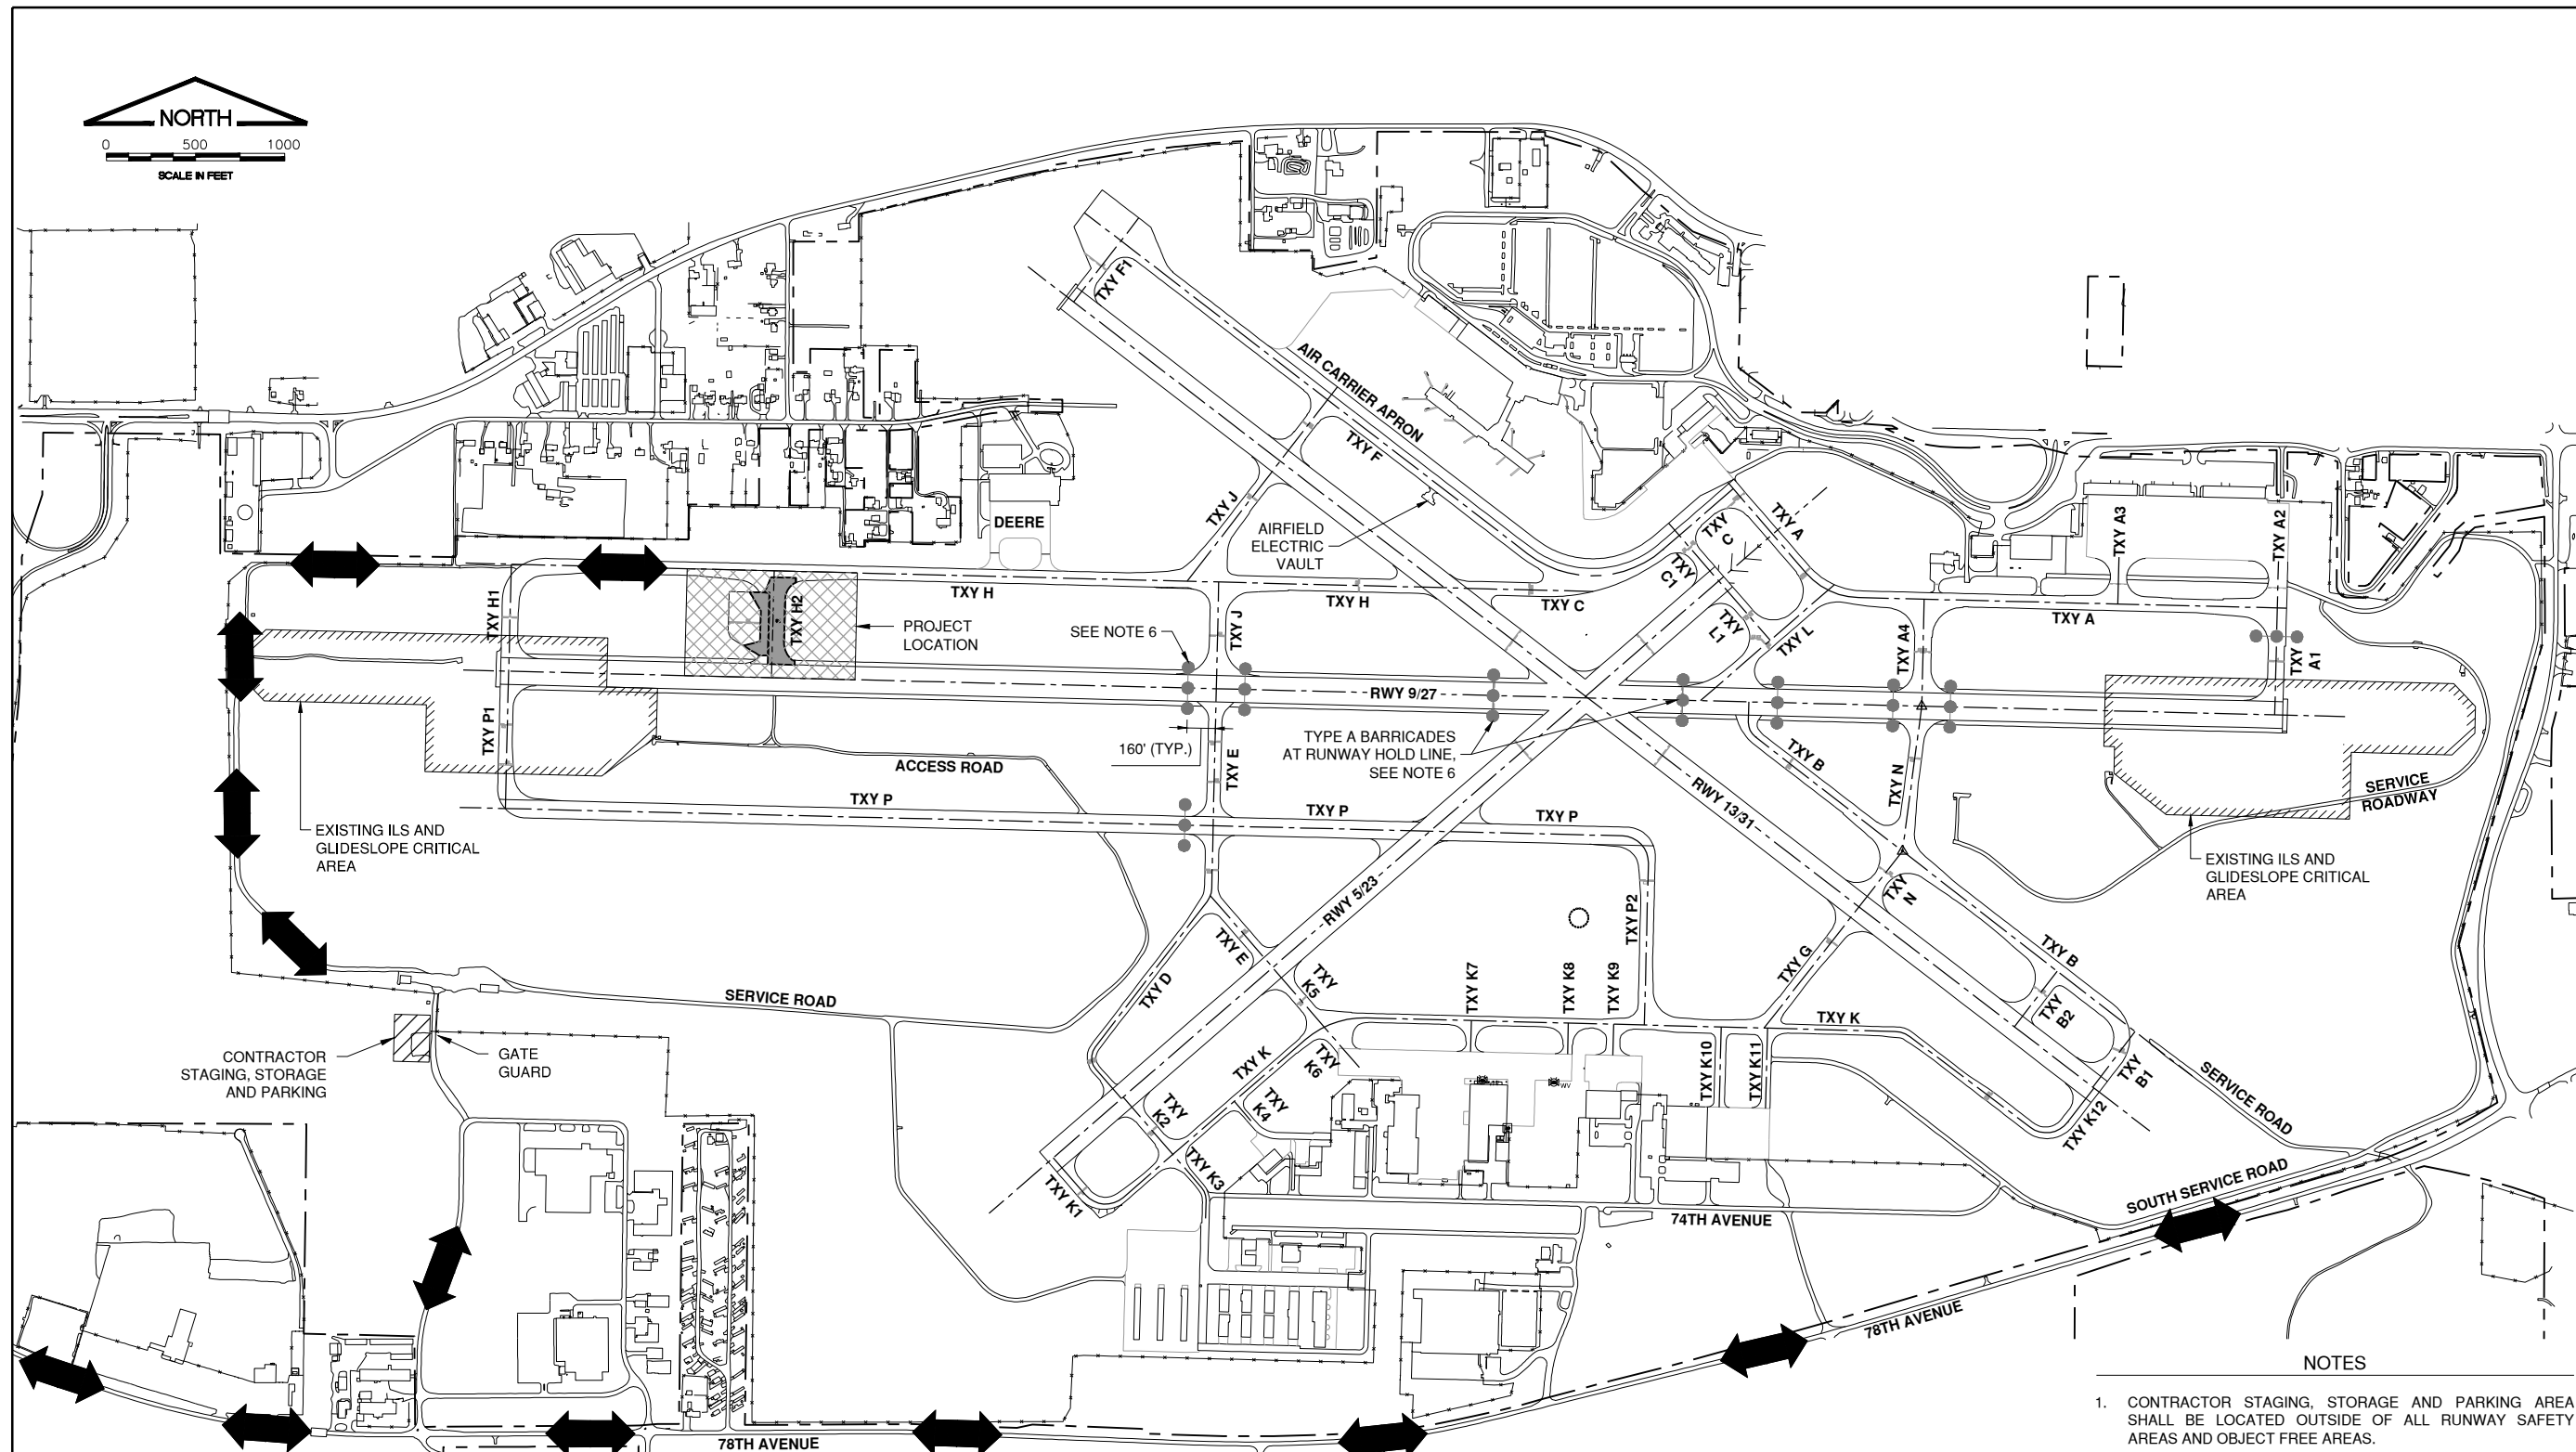 NORTH
0 500 1000
SCALE IN FEET
TXY F1
AIR CARRIER APRON
TXY F
TXY J
DEERE
AIRFIELD
ELECTRIC
VAULT
TXY
C
TXY A
TXY
C1
TXY A3
TXY A2
TXY H1
TXY H2
TXY H
TXY H
TXY C
TXY
L1
TXY L
TXY A4
TXY A
TXY
A1
PROJECT
LOCATION
SEE NOTE 6
TXY J
RWY 9/27
TXY P1
160' (TYP.)
TXY E
TYPE A BARRICADES
AT RUNWAY HOLD LINE,
SEE NOTE 6
TXY B
TXY N
ACCESS ROAD
TXY P
TXY P
TXY P
RWY 13/31
SERVICE
ROADWAY
EXISTING ILS AND
GLIDESLOPE CRITICAL
AREA
EXISTING ILS AND
GLIDESLOPE CRITICAL
AREA
RWY 5/23
TXY
N
TXY P2
TXY E
TXY D
TXY
K5
TXY K7
TXY K8
TXY K9
TXY G
TXY B
SERVICE ROAD
TXY K
TXY
B2
CONTRACTOR
STAGING, STORAGE
AND PARKING
GATE
GUARD
TXY K
TXY
K6
TXY K10
TXY K11
TXY
B1
TXY
K2
TXY
K4
TXY K12
SERVICE ROAD
TXY K3
TXY K1
WV
74TH AVENUE
SOUTH SERVICE ROAD
78TH AVENUE
78TH AVENUE
NOTES
1. CONTRACTOR STAGING, STORAGE AND PARKING AREA
SHALL BE LOCATED OUTSIDE OF ALL RUNWAY SAFETY
AREAS AND OBJECT FREE AREAS.